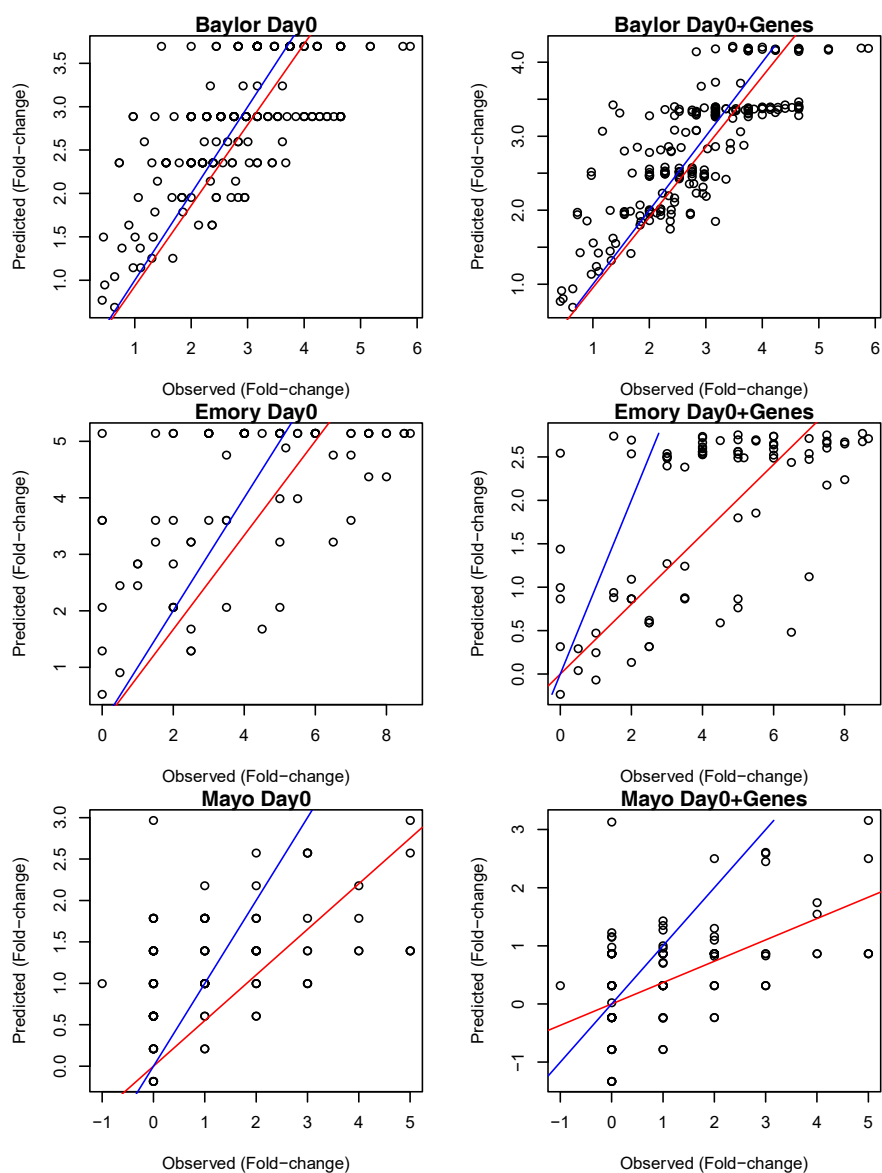 Baylor Day0
Predicted (Fold−change)
1.0 1.5 2.0 2.5 3.0 3.5
1 2 3 4 5 6
Observed (Fold−change)
Baylor Day0+Genes
Predicted (Fold−change)
1.0 2.0 3.0 4.0
1 2 3 4 5 6
Observed (Fold−change)
Emory Day0
Predicted (Fold−change)
1 2 3 4 5
0 2 4 6 8
Observed (Fold−change)
Emory Day0+Genes
Predicted (Fold−change)
0.0 0.5 1.0 1.5 2.0 2.5
0 2 4 6 8
Observed (Fold−change)
Mayo Day0
Predicted (Fold−change)
0.0 0.5 1.0 1.5 2.0 2.5 3.0
−1 0 1 2 3 4 5
Observed (Fold−change)
Mayo Day0+Genes
Predicted (Fold−change)
−1 0 1 2 3
−1 0 1 2 3 4 5
Observed (Fold−change)